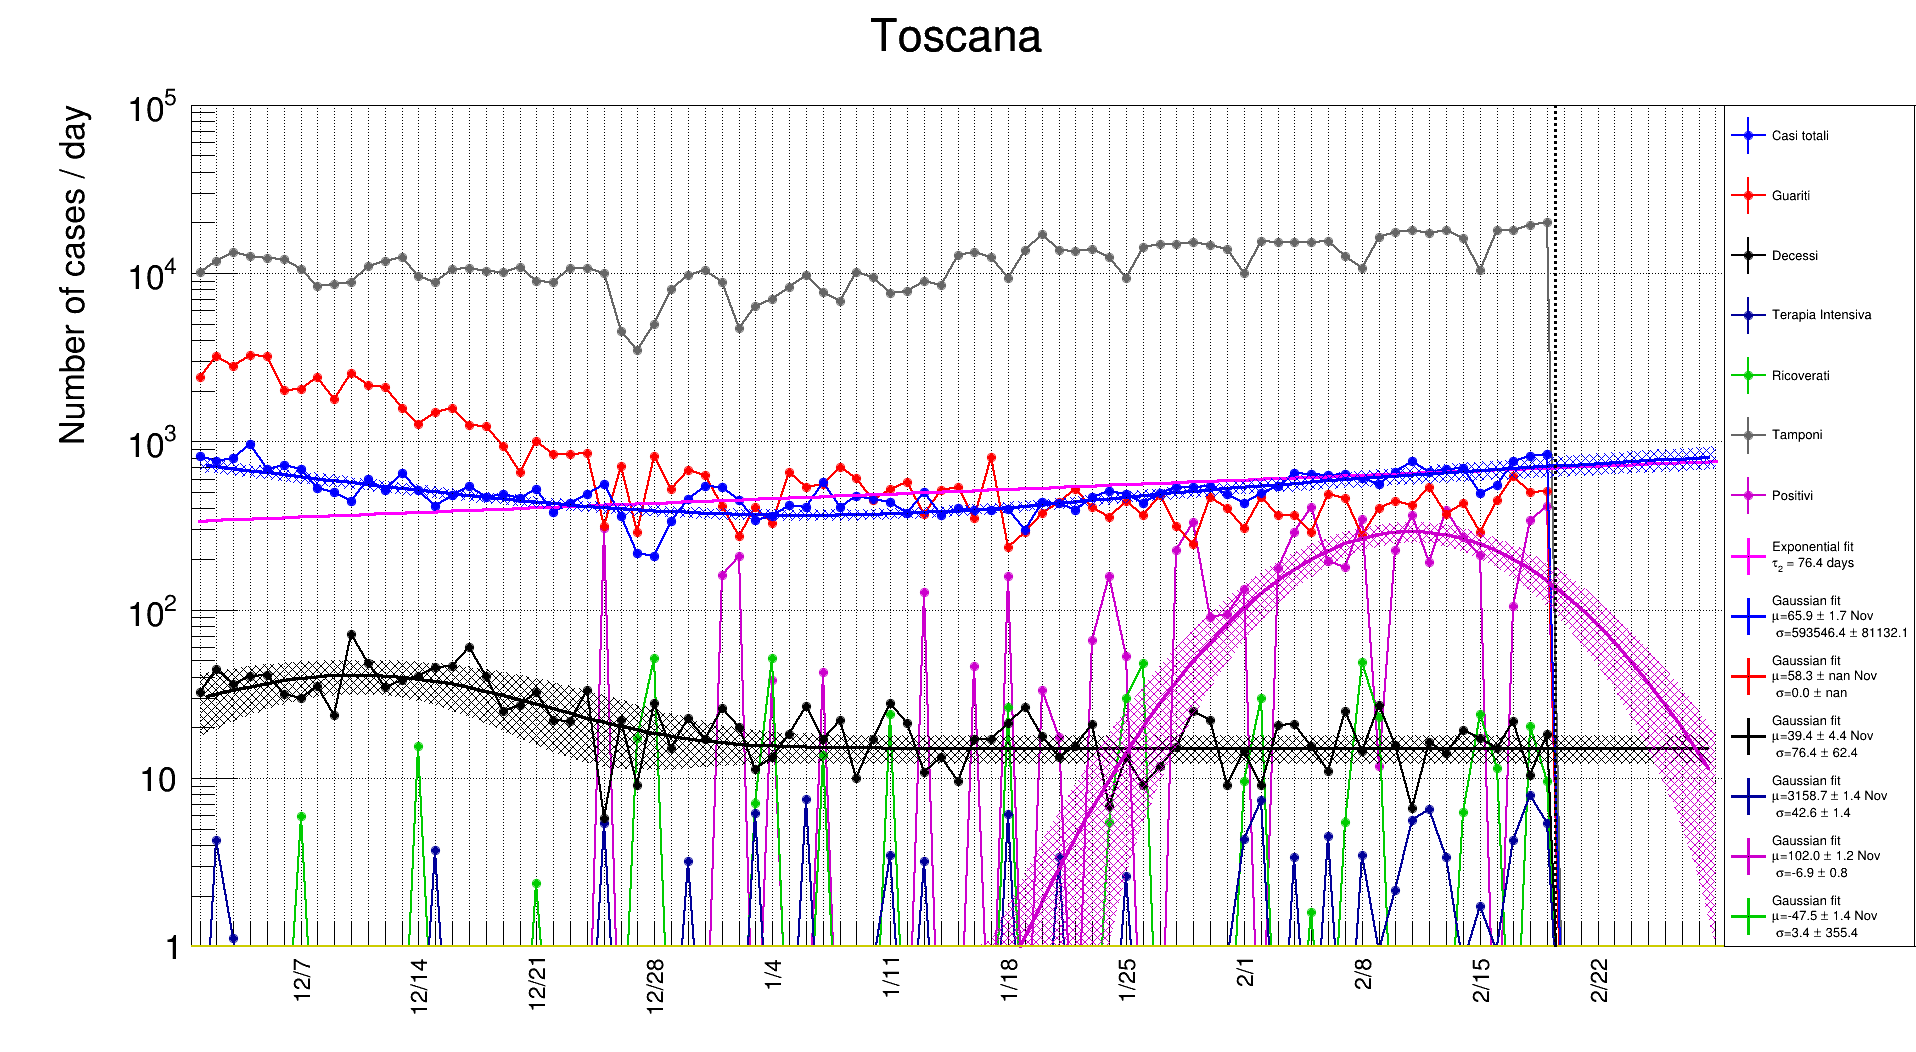 Toscana
Number of cases / day
10^5
10^4
10^3
10^2
10
1
12/7
12/14
12/21
12/28
1/4
1/11
1/18
1/25
2/1
2/8
2/15
2/22
Casi totali
Guariti
Decessi
Terapia Intensiva
Ricoverati
Tamponi
Positivi
Exponential fit
τ_2 = 76.4 days
Gaussian fit
μ=65.9 ± 1.7 Nov
σ=593546.4 ± 81132.1
Gaussian fit
μ=58.3 ± nan Nov
σ=0.0 ± nan
Gaussian fit
μ=39.4 ± 4.4 Nov
σ=76.4 ± 62.4
Gaussian fit
μ=3158.7 ± 1.4 Nov
σ=42.6 ± 1.4
Gaussian fit
μ=102.0 ± 1.2 Nov
σ=-6.9 ± 0.8
Gaussian fit
μ=-47.5 ± 1.4 Nov
σ=3.4 ± 355.4